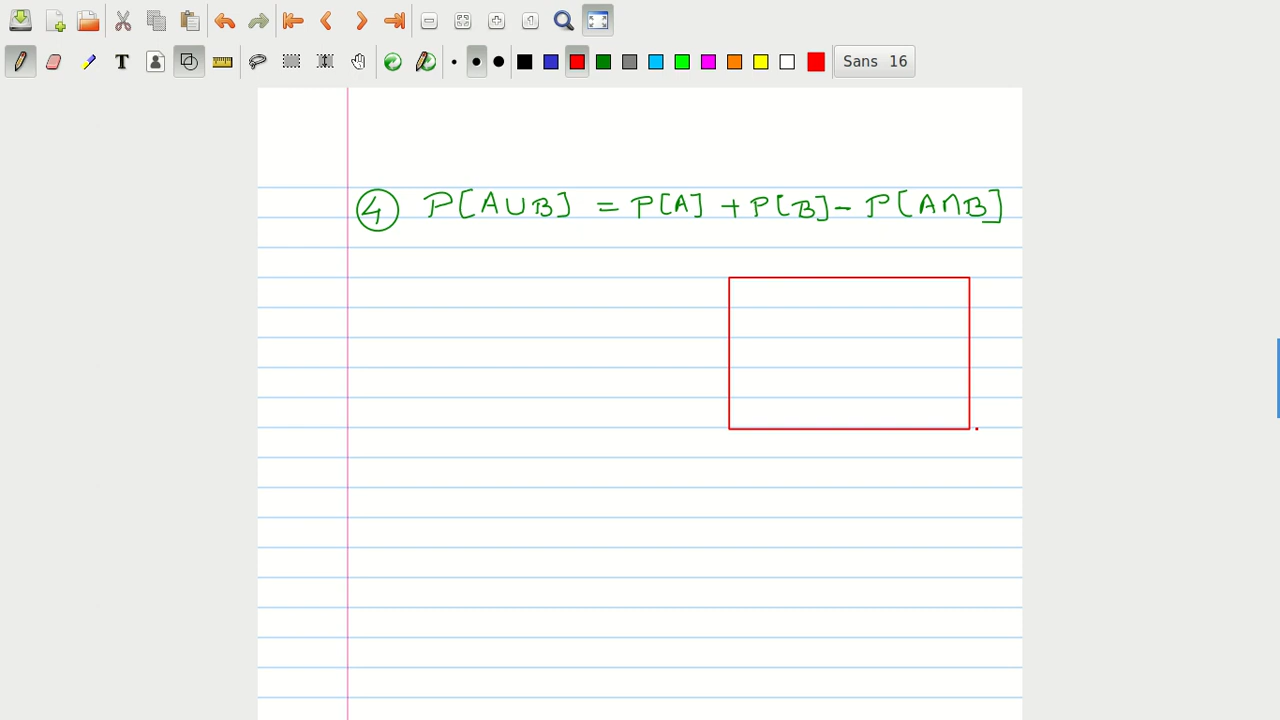 Sans 16
④ P[A∪B] = P[A] + P[B] - P[A∩B]